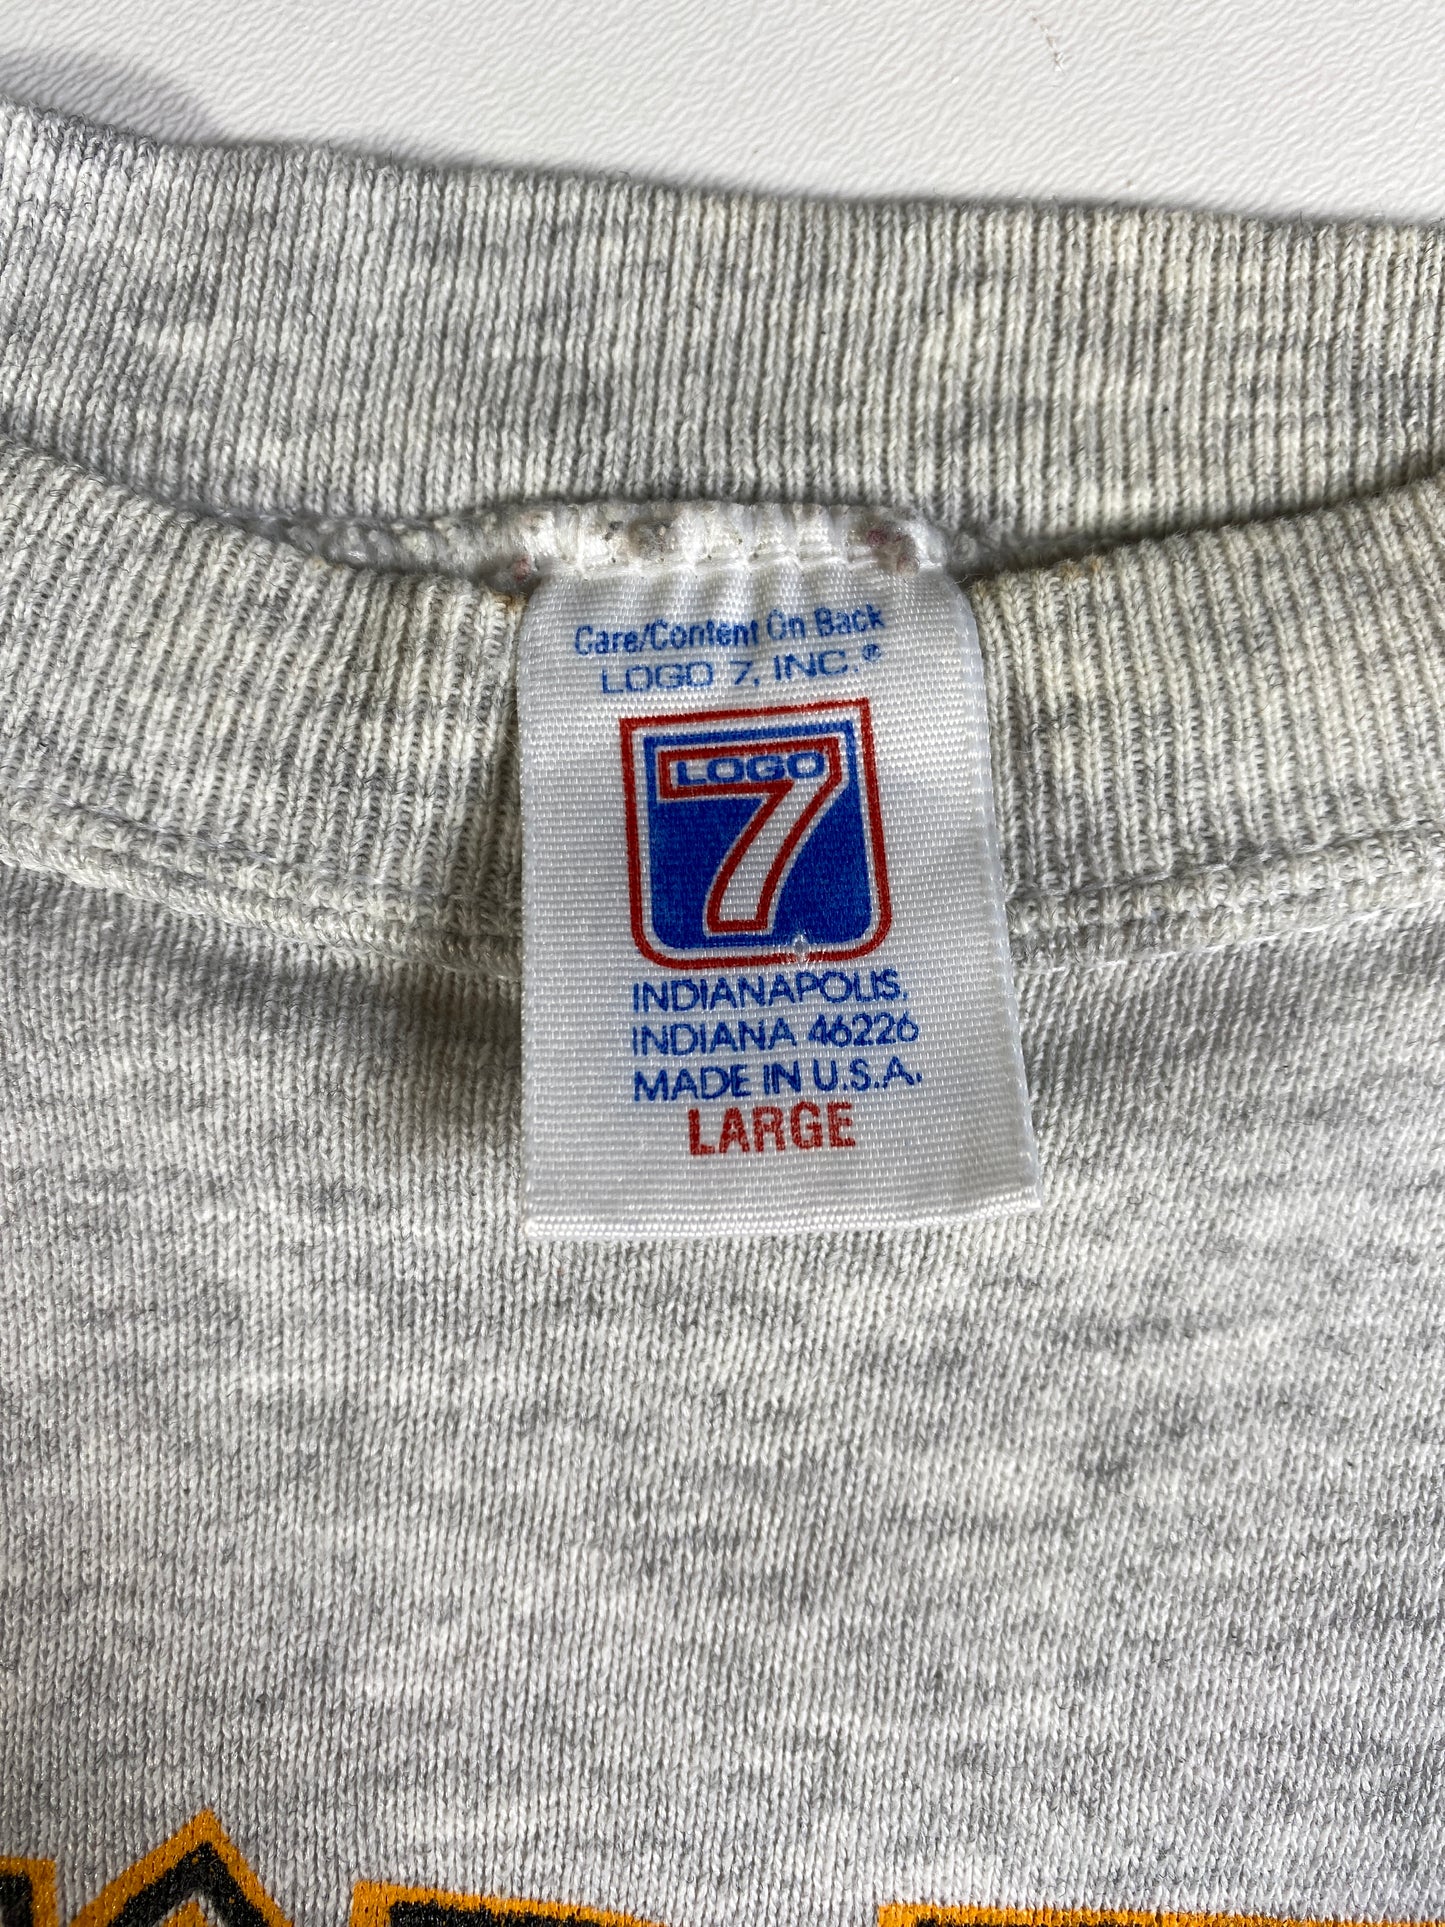 Care/Content On Back
LOGO 7, INC.®
LOGO
7
INDIANAPOLIS,
INDIANA 46226
MADE IN U.S.A.
LARGE